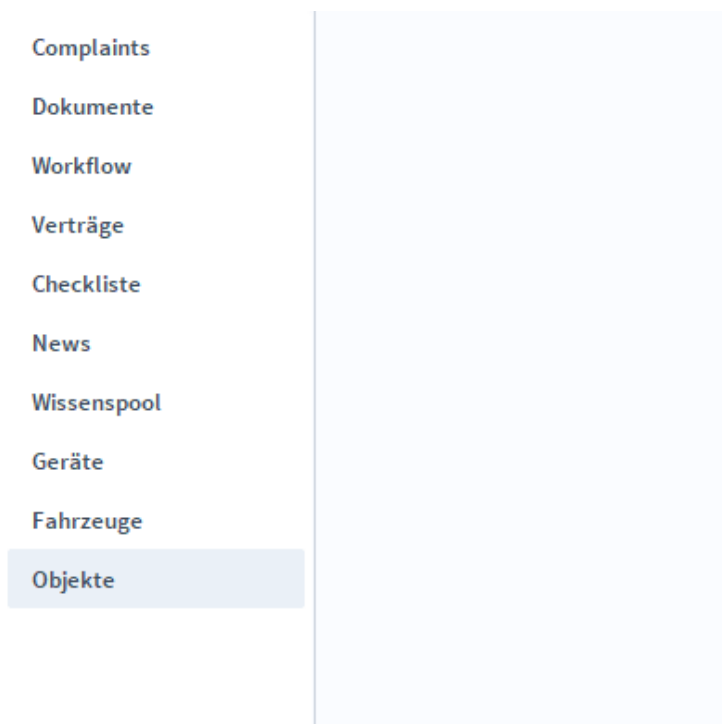 Complaints
Dokumente
Workflow
Verträge
Checkliste
News
Wissenspool
Geräte
Fahrzeuge
Objekte